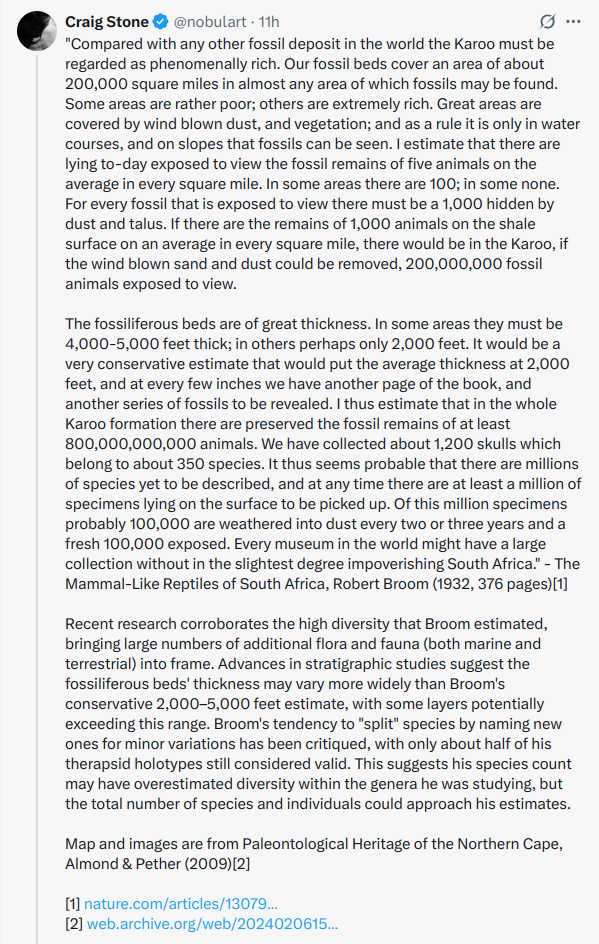 Craig Stone @nobulart · 11h
"Compared with any other fossil deposit in the world the Karoo must be
regarded as phenomenally rich. Our fossil beds cover an area of about
200,000 square miles in almost any area of which fossils may be found.
Some areas are rather poor; others are extremely rich. Great areas are
covered by wind blown dust, and vegetation; and as a rule it is only in water
courses, and on slopes that fossils can be seen. I estimate that there are
lying to-day exposed to view the fossil remains of five animals on the
average in every square mile. In some areas there are 100; in some none.
For every fossil that is exposed to view there must be a 1,000 hidden by
dust and talus. If there are the remains of 1,000 animals on the shale
surface on an average in every square mile, there would be in the Karoo, if
the wind blown sand and dust could be removed, 200,000,000 fossil
animals exposed to view.
The fossiliferous beds are of great thickness. In some areas they must be
4,000-5,000 feet thick; in others perhaps only 2,000 feet. It would be a
very conservative estimate that would put the average thickness at 2,000
feet, and at every few inches we have another page of the book, and
another series of fossils to be revealed. I thus estimate that in the whole
Karoo formation there are preserved the fossil remains of at least
800,000,000,000 animals. We have collected about 1,200 skulls which
belong to about 350 species. It thus seems probable that there are millions
of species yet to be described, and at any time there are at least a million of
specimens lying on the surface to be picked up. Of this million specimens
probably 100,000 are weathered into dust every two or three years and a
fresh 100,000 exposed. Every museum in the world might have a large
collection without in the slightest degree impoverishing South Africa." - The
Mammal-Like Reptiles of South Africa, Robert Broom (1932, 376 pages)[1]
Recent research corroborates the high diversity that Broom estimated,
bringing large numbers of additional flora and fauna (both marine and
terrestrial) into frame. Advances in stratigraphic studies suggest the
fossiliferous beds' thickness may vary more widely than Broom's
conservative 2,000–5,000 feet estimate, with some layers potentially
exceeding this range. Broom's tendency to "split" species by naming new
ones for minor variations has been critiqued, with only about half of his
therapsid holotypes still considered valid. This suggests his species count
may have overestimated diversity within the genera he was studying, but
the total number of species and individuals could approach his estimates.
Map and images are from Paleontological Heritage of the Northern Cape,
Almond & Pether (2009)[2]
[1] nature.com/articles/13079...
[2] web.archive.org/web/2024020615...